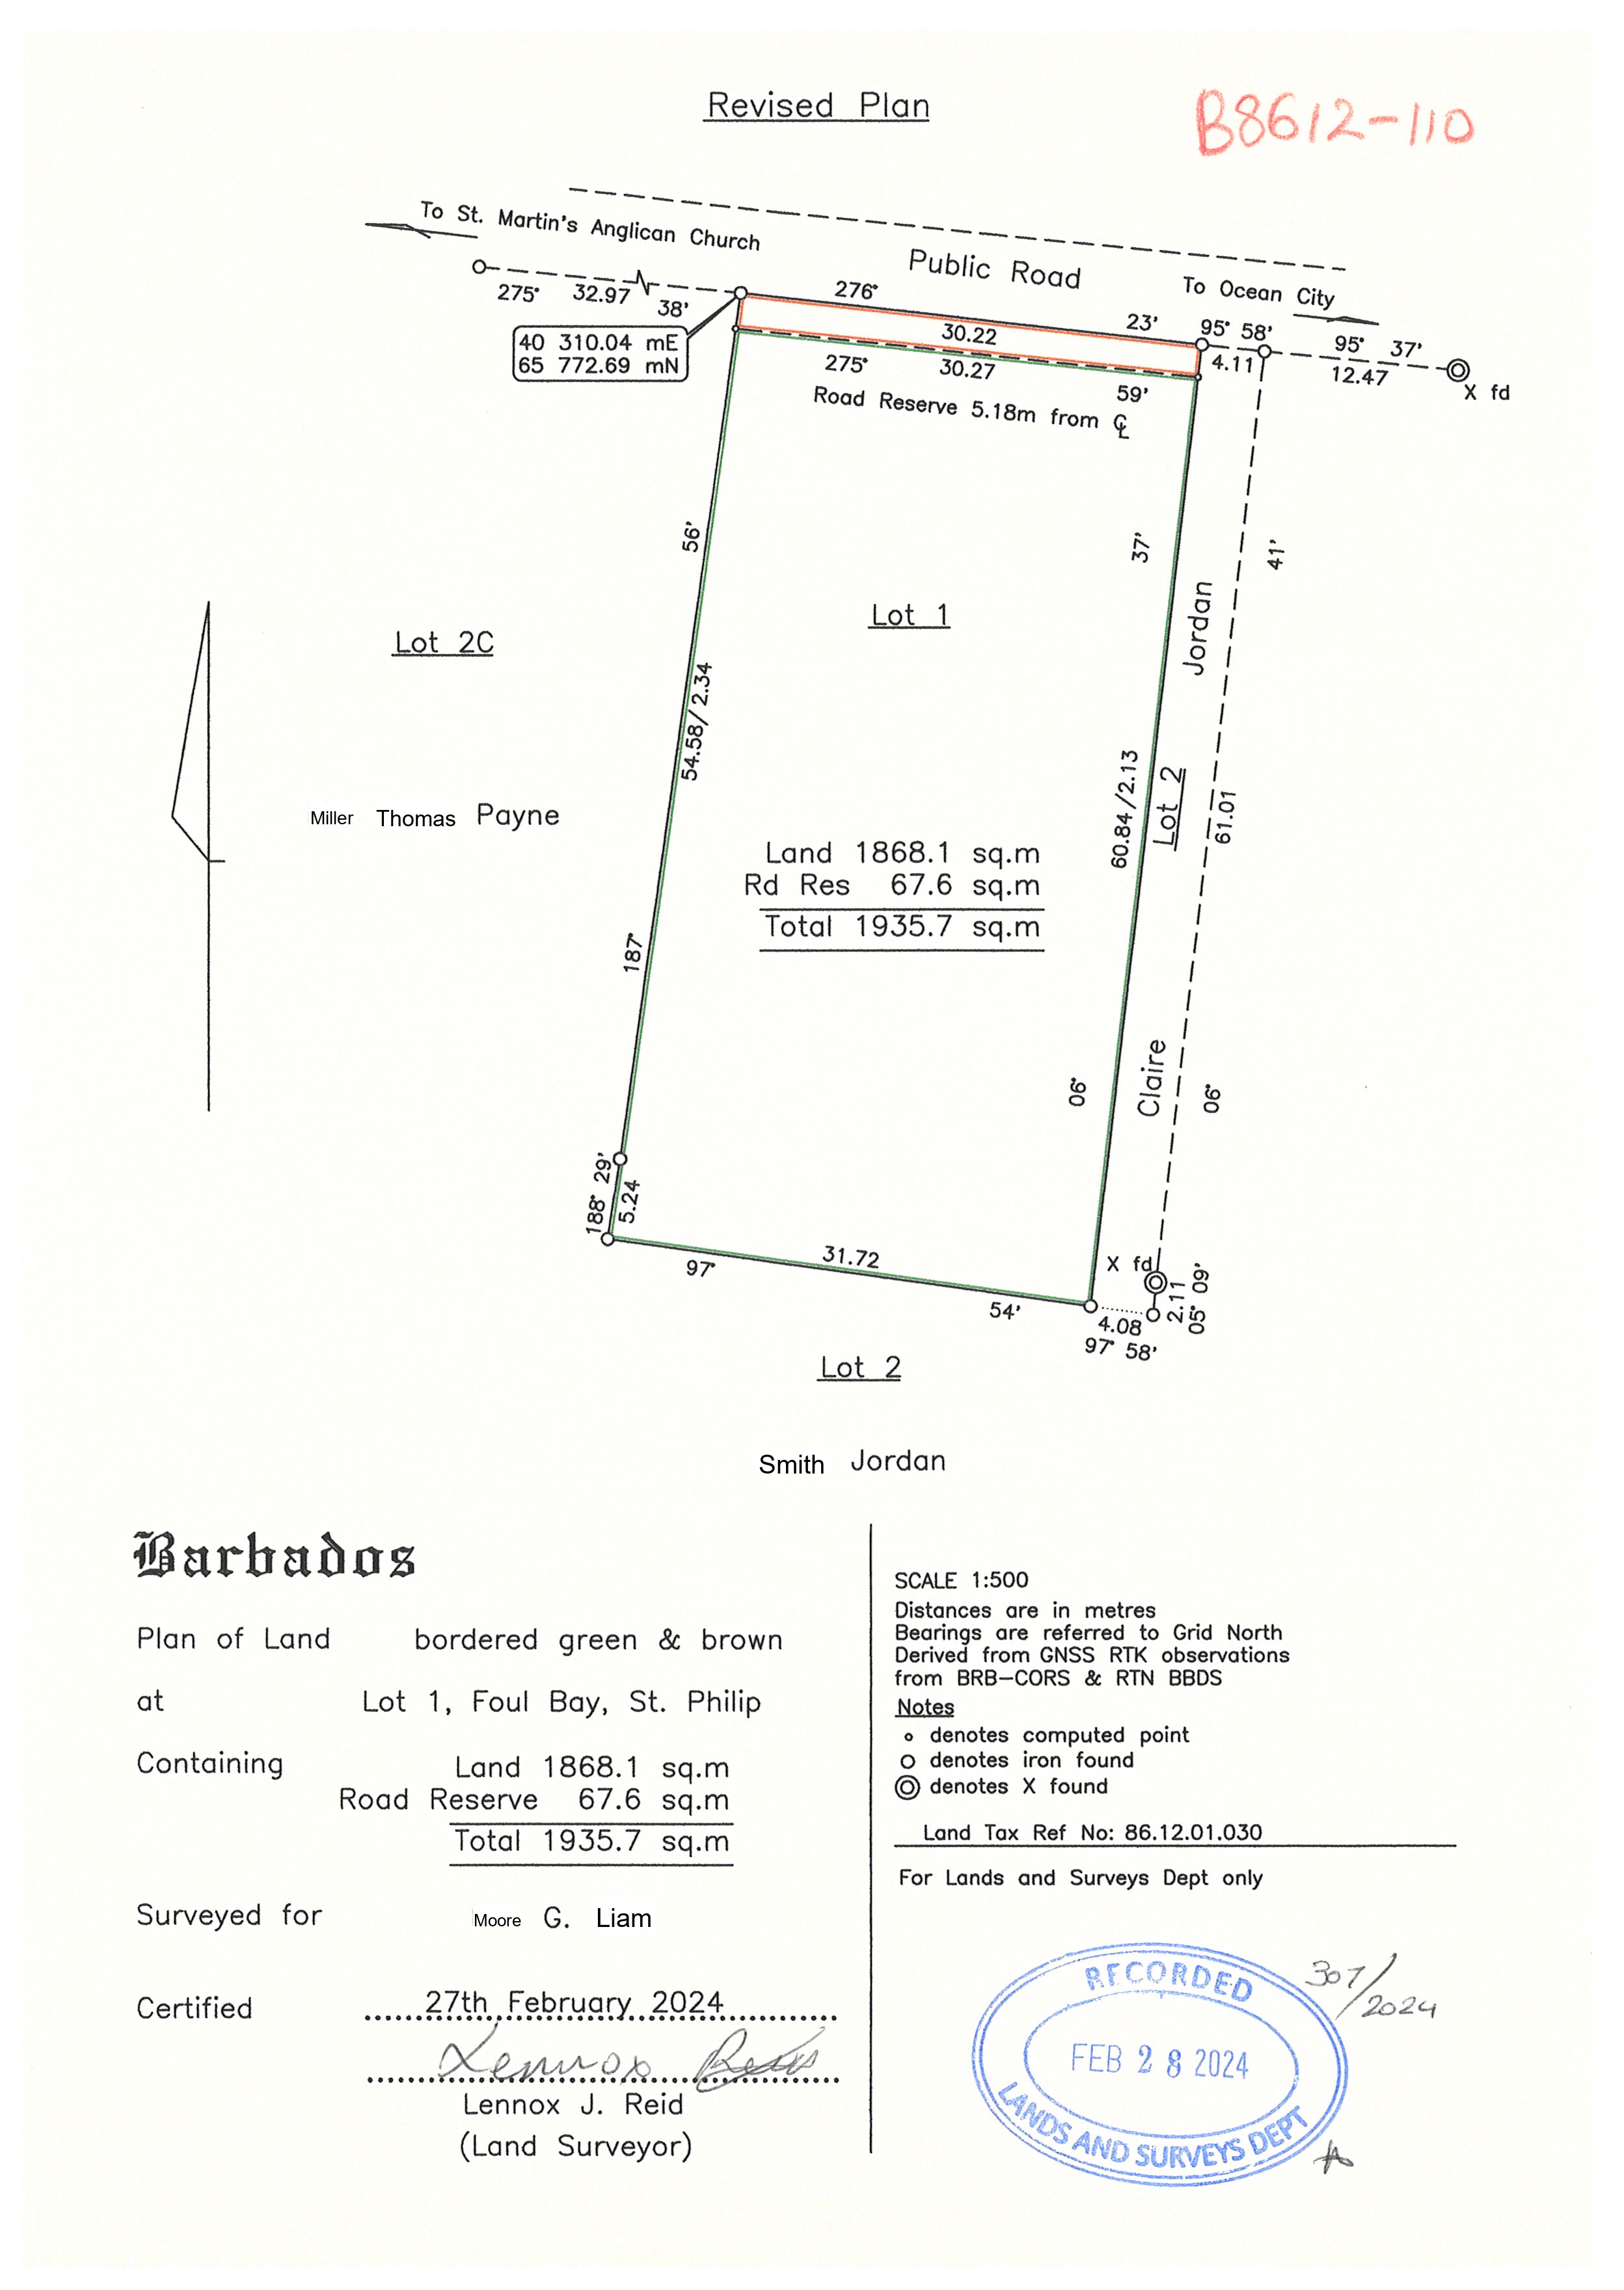 Revised Plan
B8612-110
To St. Martin's Anglican Church
Public Road
To Ocean City
275° 32.97 38'
276° 30.22 23'
95° 58'
4.11
95° 37'
12.47
X fd
40 310.04 mE
65 772.69 mN
275° 30.27 59'
Road Reserve 5.18m from ℄
56'
37'
41'
Lot 1
Lot 2C
Jordan
54.58/2.34
60.84/2.13
Lot 2
61.01
Miller Thomas Payne
Land 1868.1 sq.m
Rd Res 67.6 sq.m
Total 1935.7 sq.m
187°
06°
Claire
06°
188° 29'
5.24
97° 31.72 54'
X fd
2.11
05° 09'
4.08
97° 58'
Lot 2
Smith Jordan
Barbados
Plan of Land bordered green & brown
at Lot 1, Foul Bay, St. Philip
Containing Land 1868.1 sq.m
Road Reserve 67.6 sq.m
Total 1935.7 sq.m
Surveyed for Moore G. Liam
Certified 27th February 2024
Lennox Reid
Lennox J. Reid
(Land Surveyor)
SCALE 1:500
Distances are in metres
Bearings are referred to Grid North
Derived from GNSS RTK observations
from BRB-CORS & RTN BBDS
Notes
denotes computed point
denotes iron found
denotes X found
Land Tax Ref No: 86.12.01.030
For Lands and Surveys Dept only
RECORDED
FEB 28 2024
LANDS AND SURVEYS DEPT
307/2024